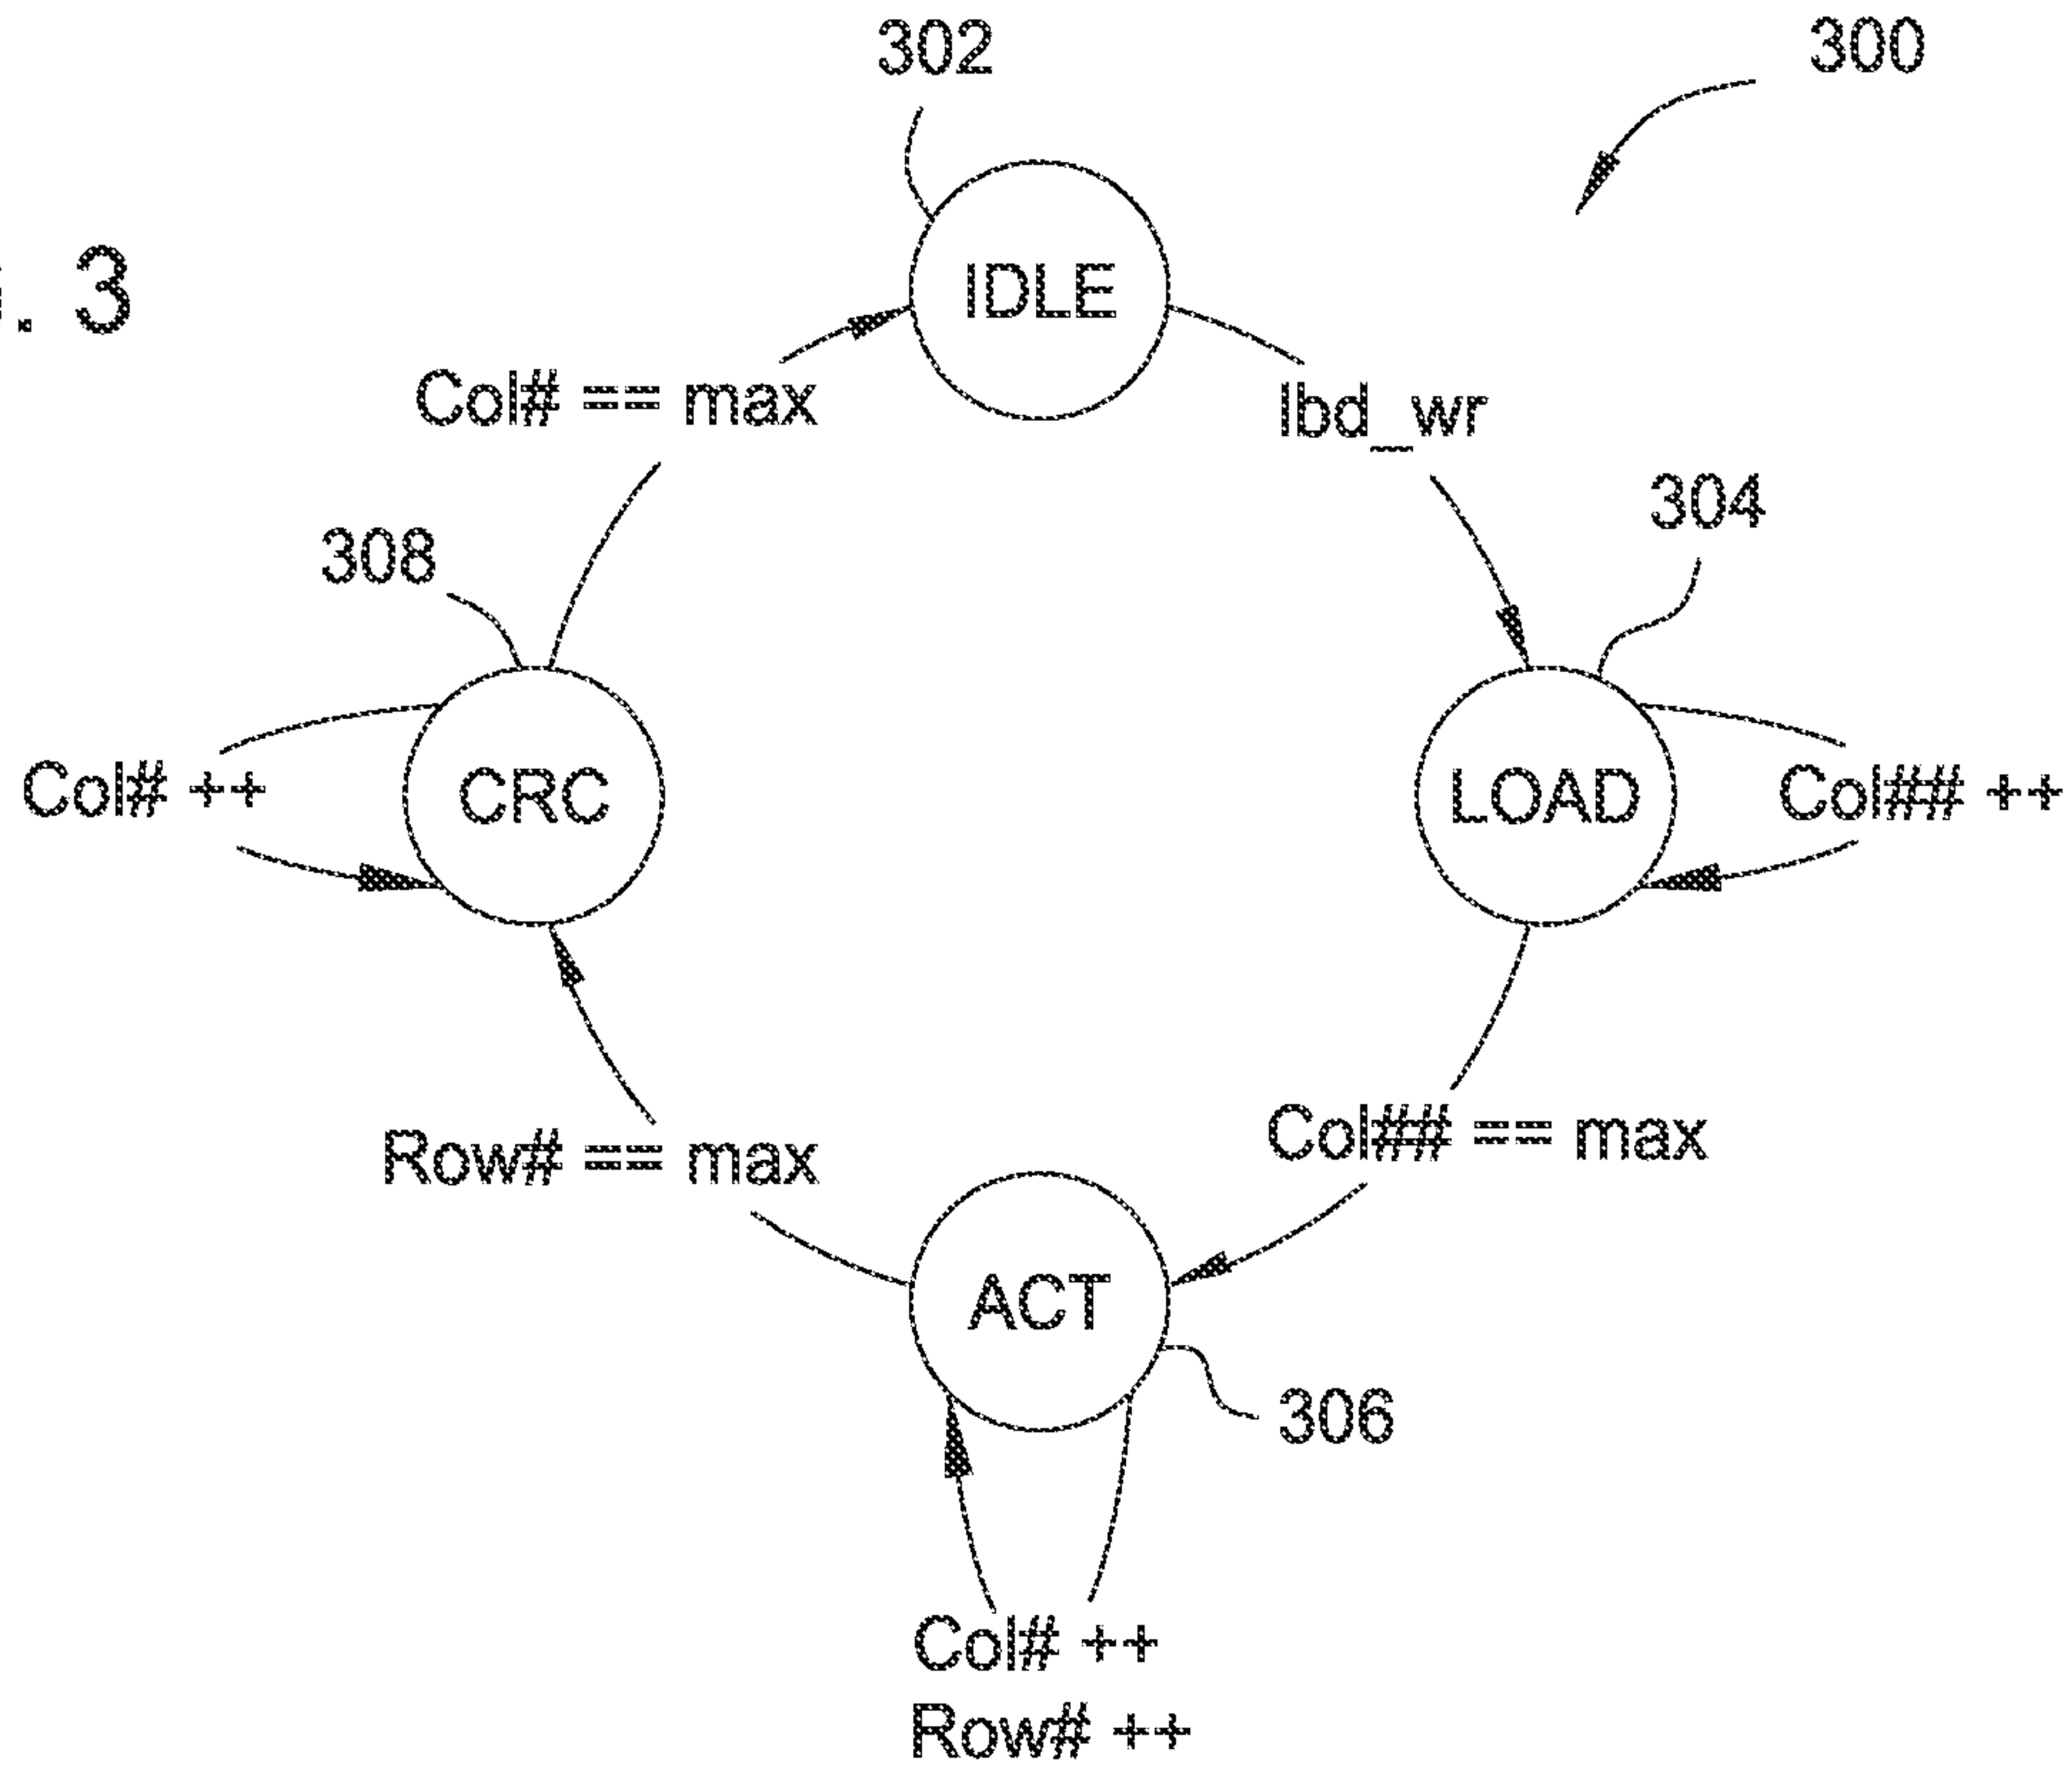 302
300
. 3
IDLE
Col# == max
lbd_wr
304
308
Col# ++
CRC
LOAD
Col## ++
Row# == max
Col## == max
ACT
306
Col# ++
Row# ++